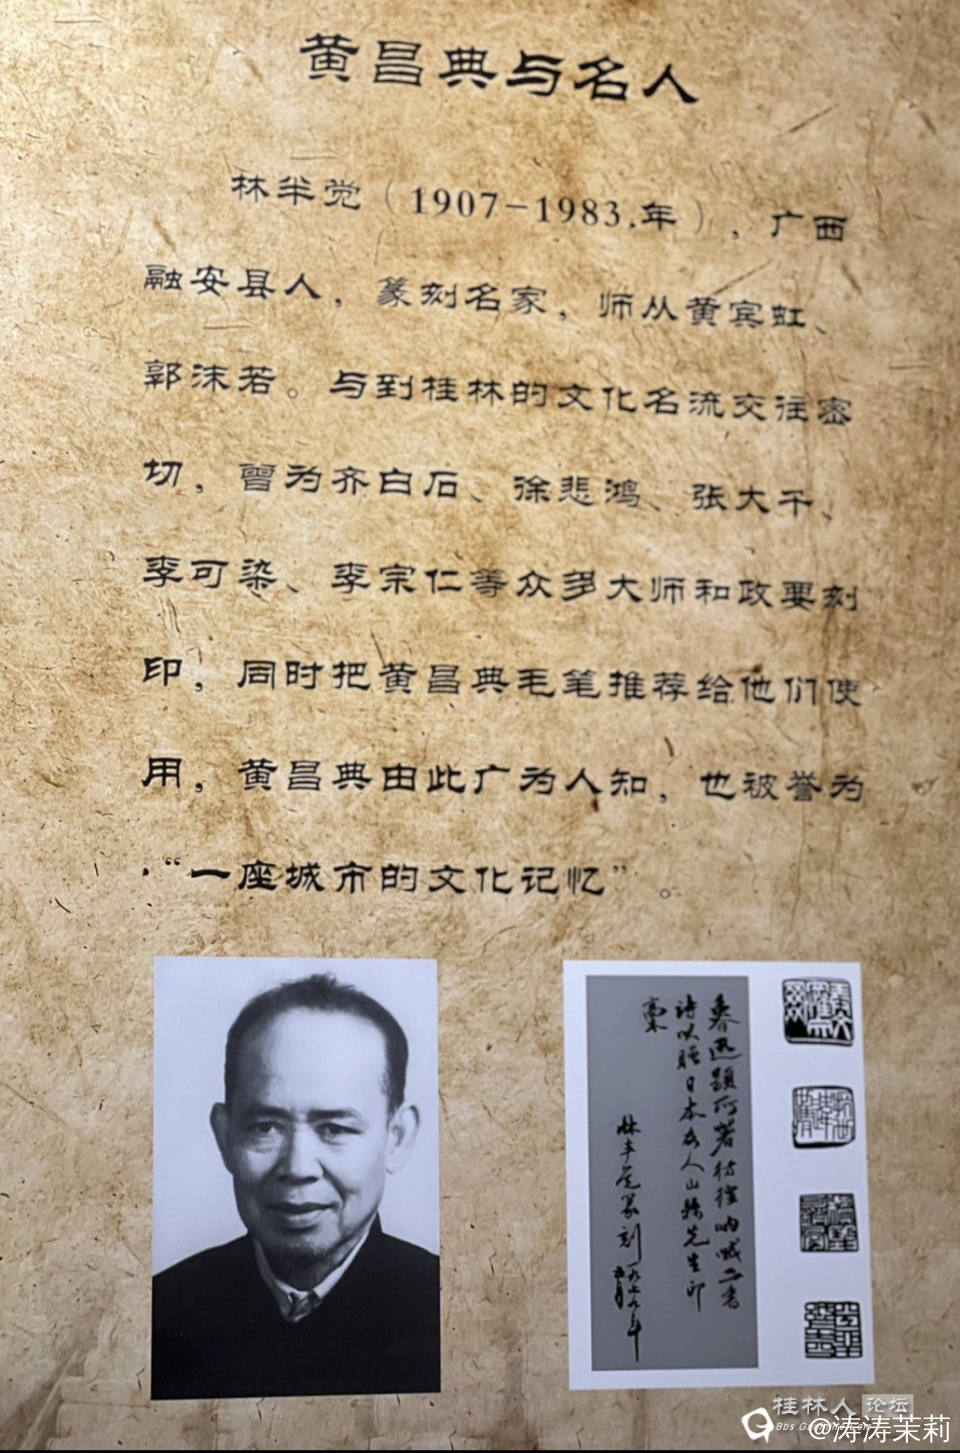 黄昌典与名人
林半觉（1907-1983.年），广西
融安县人，篆刻名家，师从黄宾虹、
郭沫若。与到桂林的文化名流交往密
切，曾为齐白石、徐悲鸿、张大千、
李可染、李宗仁等众多大师和政要刻
印，同时把黄昌典毛笔推荐给他们使
用，黄昌典由此广为人知，也被誉为
“一座城市的文化记忆”。
鲁迅题所著彷徨呐喊二书
诗以赠日本友人山县先生印
稿
林半觉篆刻一九七六年
桂林人论坛
@涛涛茉莉